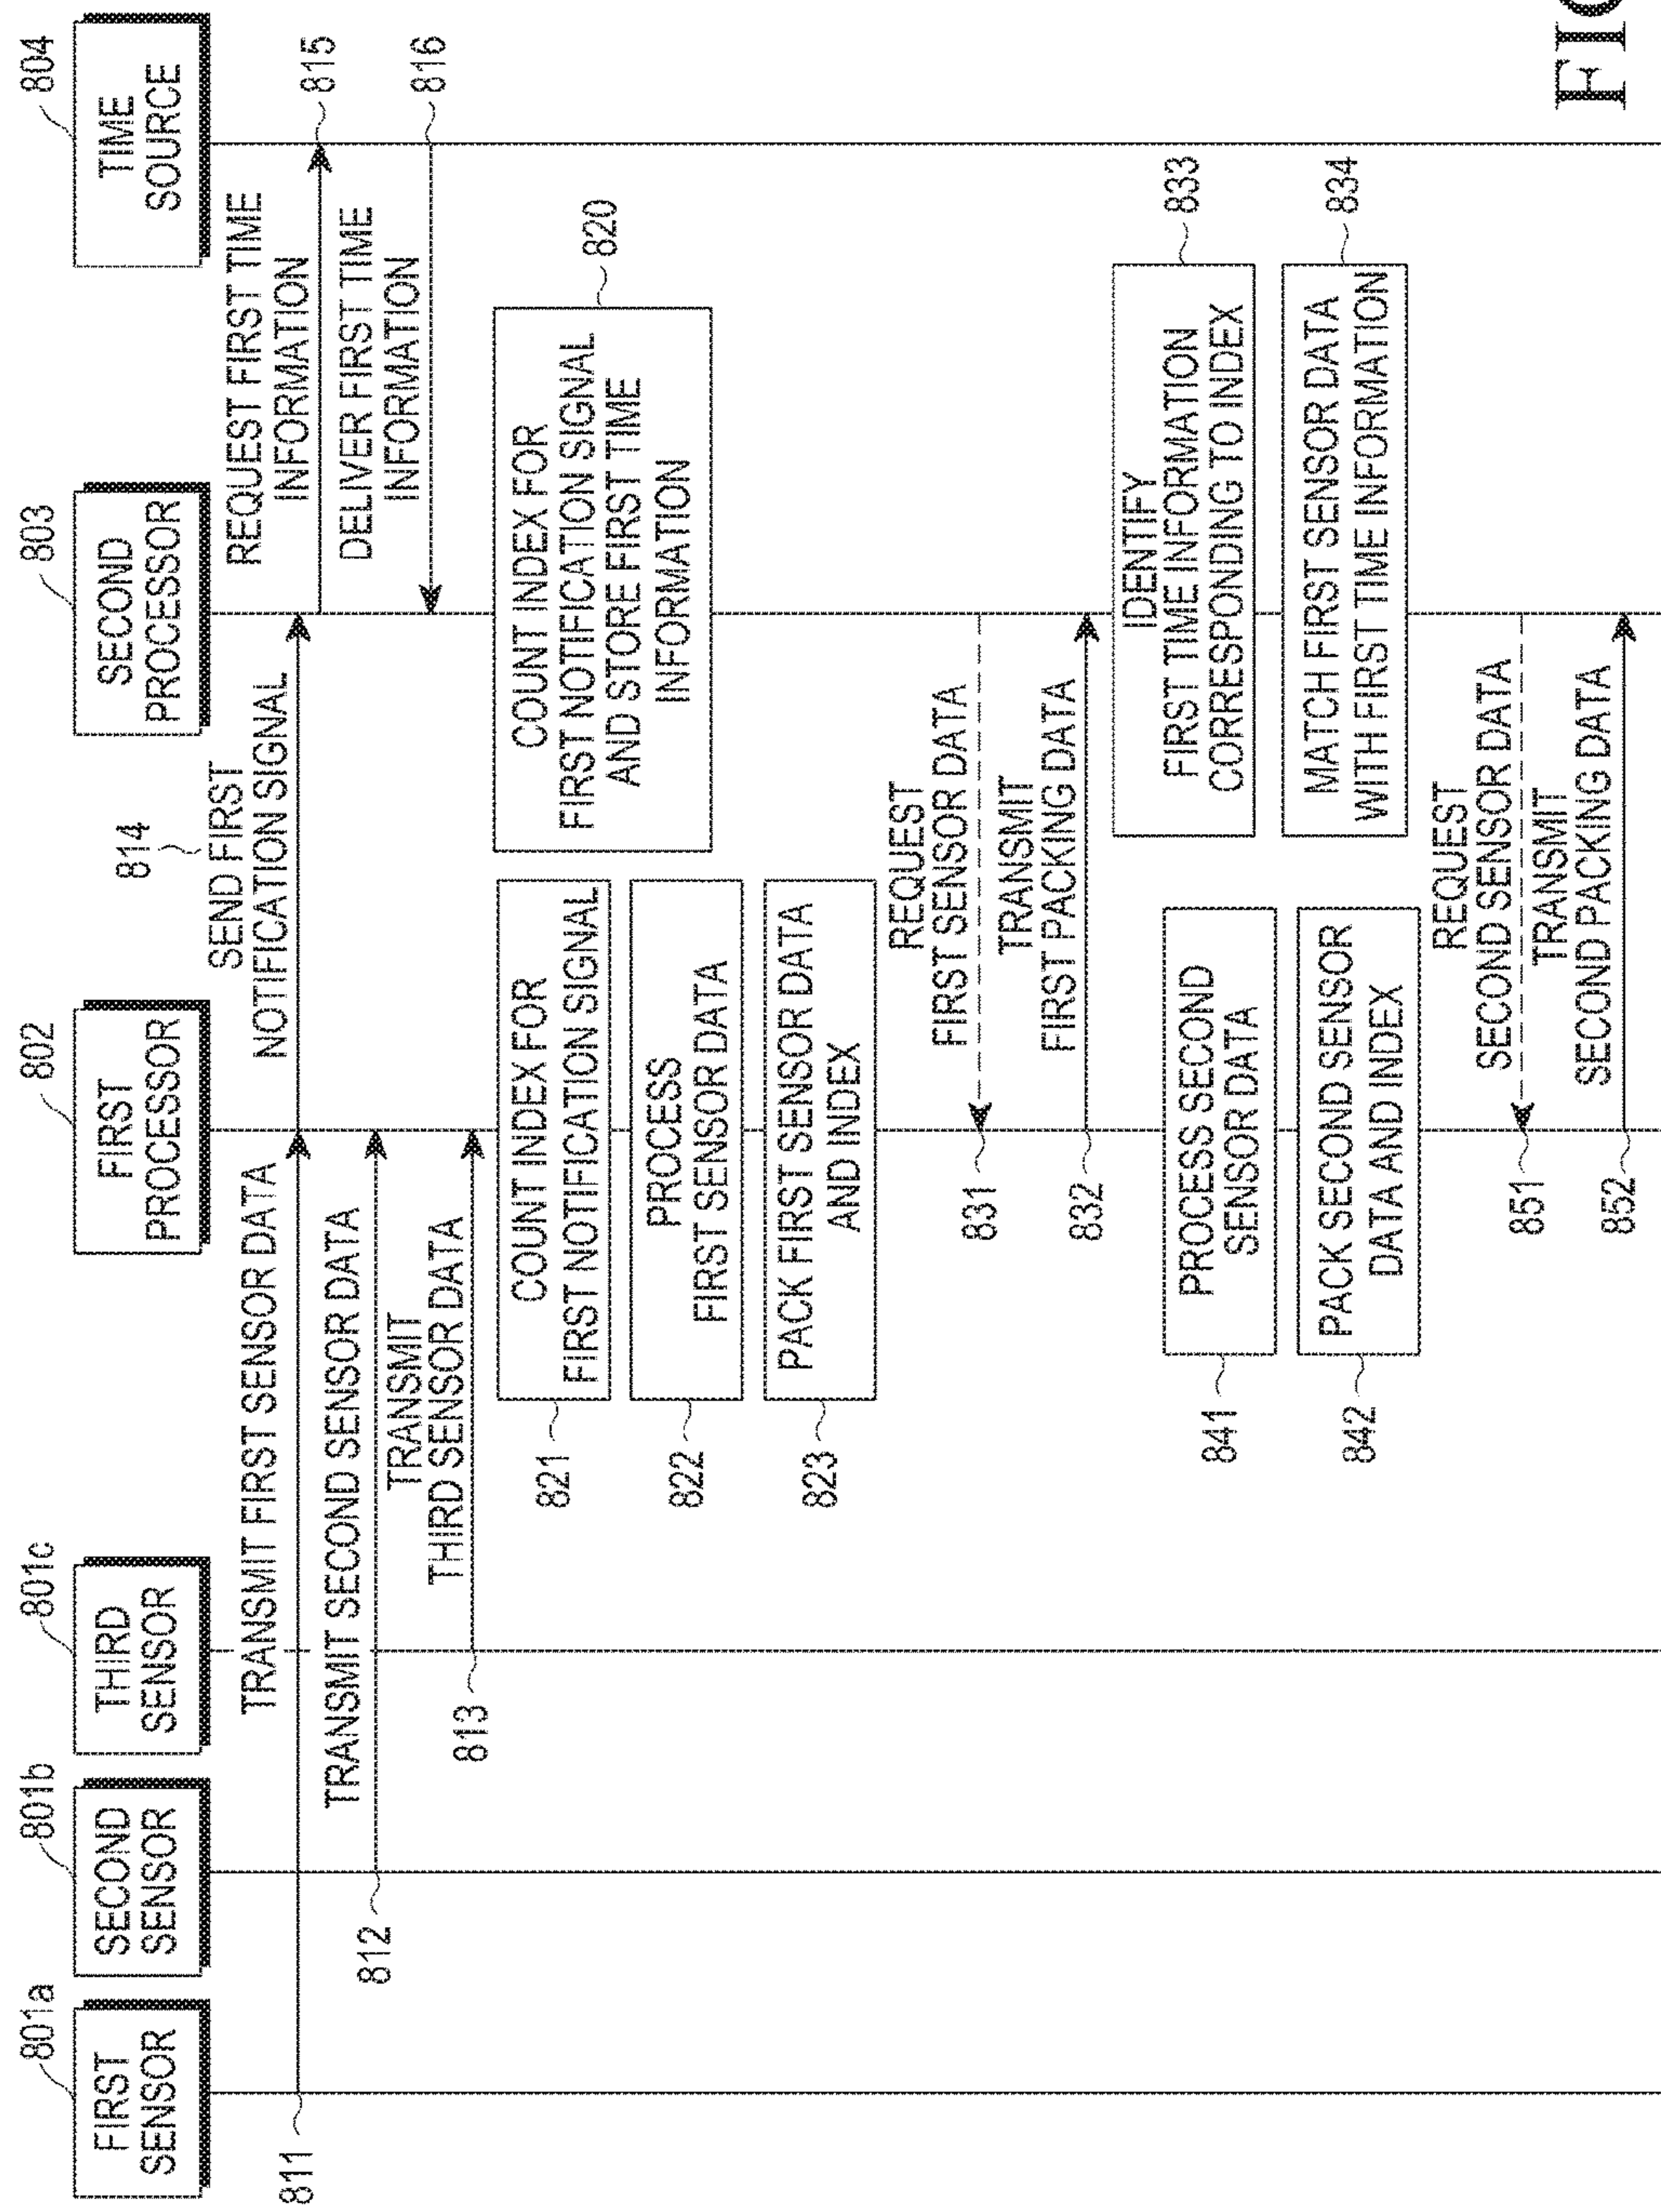 801a
801b
801c
802
803
804
FIRST
SENSOR
SECOND
SENSOR
THIRD
SENSOR
FIRST
PROCESSOR
SECOND
PROCESSOR
TIME
SOURCE
811
TRANSMIT FIRST SENSOR DATA
814
SEND FIRST
NOTIFICATION SIGNAL
REQUEST FIRST TIME
INFORMATION
815
812
TRANSMIT SECOND SENSOR DATA
DELIVER FIRST TIME
INFORMATION
816
813
TRANSMIT
THIRD SENSOR DATA
821
COUNT INDEX FOR
FIRST NOTIFICATION SIGNAL
COUNT INDEX FOR
FIRST NOTIFICATION SIGNAL
AND STORE FIRST TIME
INFORMATION
820
822
PROCESS
FIRST SENSOR DATA
823
PACK FIRST SENSOR DATA
AND INDEX
REQUEST
FIRST SENSOR DATA
831
TRANSMIT
FIRST PACKING DATA
832
IDENTIFY
FIRST TIME INFORMATION
CORRESPONDING TO INDEX
833
841
PROCESS SECOND
SENSOR DATA
MATCH FIRST SENSOR DATA
WITH FIRST TIME INFORMATION
834
842
PACK SECOND SENSOR
DATA AND INDEX
REQUEST
SECOND SENSOR DATA
851
TRANSMIT
SECOND PACKING DATA
852